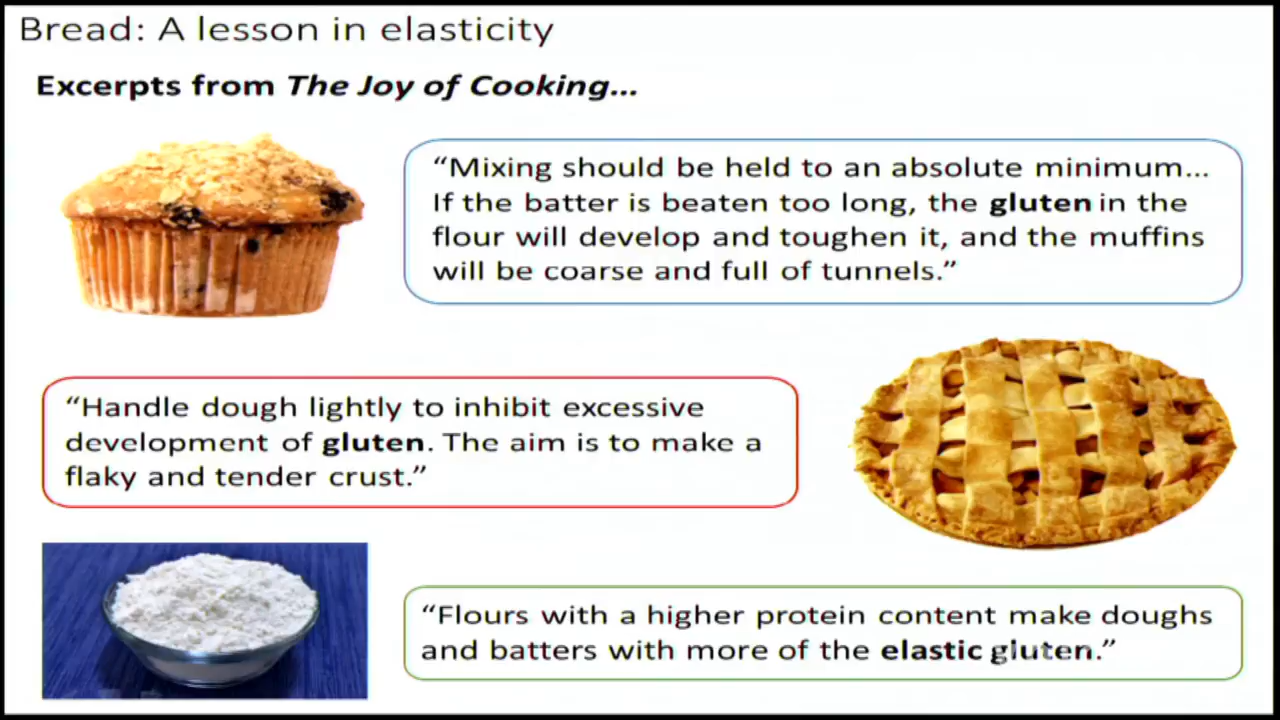 Bread: A lesson in elasticity
Excerpts from The Joy of Cooking...
“Mixing should be held to an absolute minimum...
If the batter is beaten too long, the gluten in the
flour will develop and toughen it, and the muffins
will be coarse and full of tunnels.”
“Handle dough lightly to inhibit excessive
development of gluten. The aim is to make a
flaky and tender crust.”
“Flours with a higher protein content make doughs
and batters with more of the elastic gluten.”